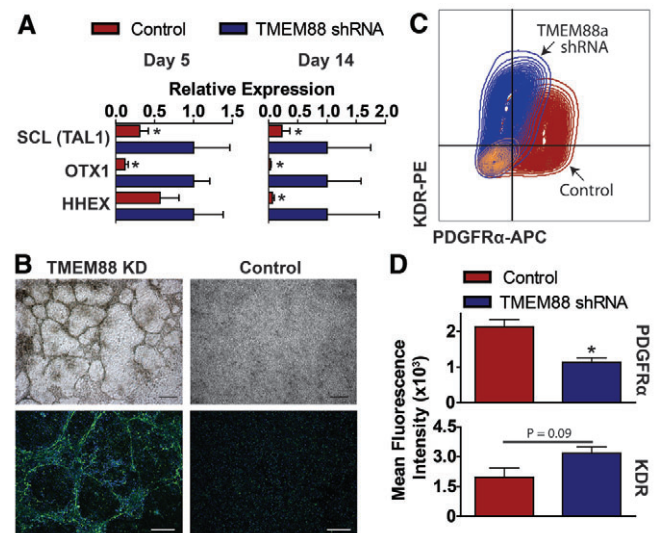 A
Control
TMEM88 shRNA
Day 5
Day 14
Relative Expression
0.0 0.5 1.0 1.5
0.0 0.5 1.0 1.5 2.0
SCL (TAL1)
*
*
OTX1
*
*
HHEX
*
B
TMEM88 KD
Control
C
TMEM88a
shRNA
Control
KDR-PE
PDGFRα-APC
D
Control
TMEM88 shRNA
Mean Fluorescence
Intensity (x10³)
2
1
0
*
PDGFRα
4.5
3.0
1.5
0
P = 0.09
KDR